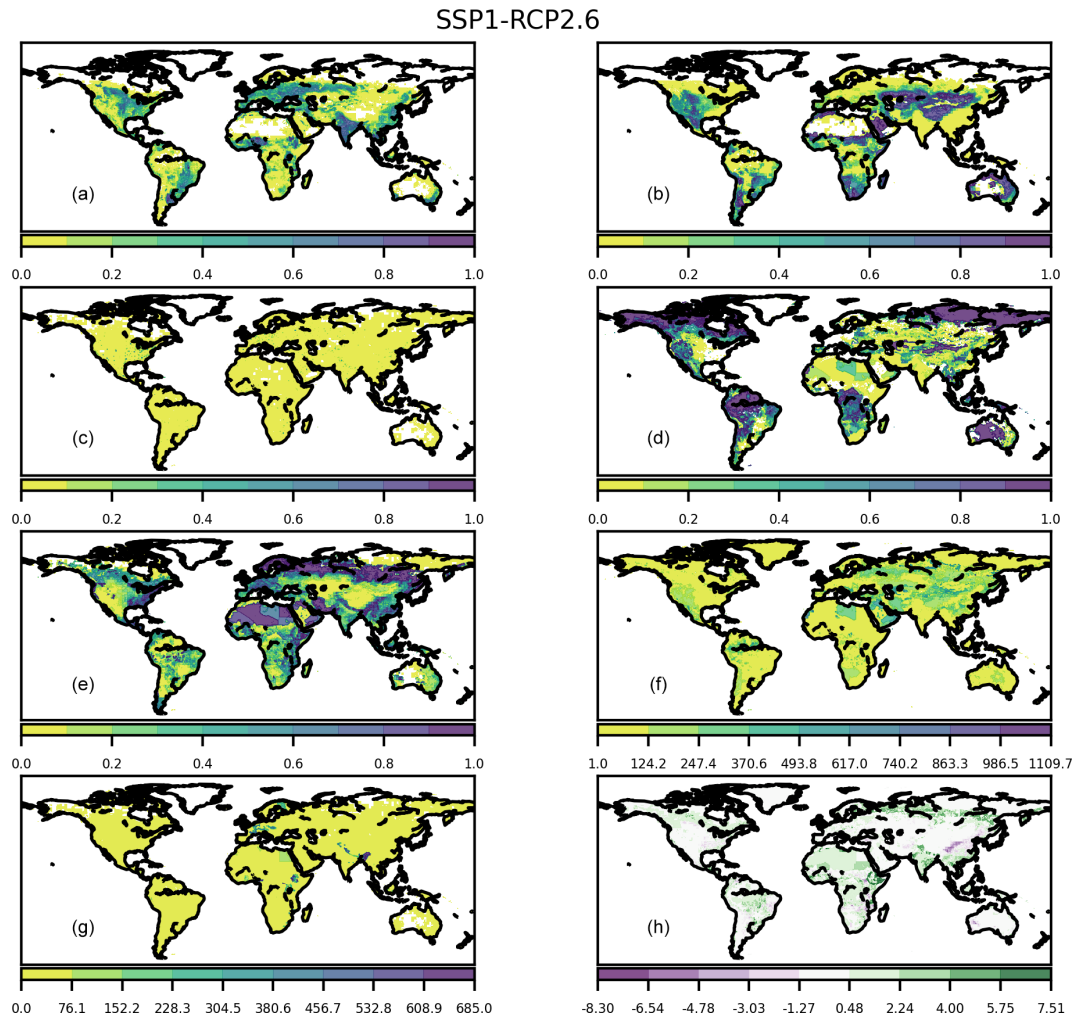 SSP1-RCP2.6
(a)
(b)
0.0 0.2 0.4 0.6 0.8 1.0
0.0 0.2 0.4 0.6 0.8 1.0
(c)
(d)
0.0 0.2 0.4 0.6 0.8 1.0
0.0 0.2 0.4 0.6 0.8 1.0
(e)
(f)
0.0 0.2 0.4 0.6 0.8 1.0
1.0 124.2 247.4 370.6 493.8 617.0 740.2 863.3 986.5 1109.7
(g)
(h)
0.0 76.1 152.2 228.3 304.5 380.6 456.7 532.8 608.9 685.0
-8.30 -6.54 -4.78 -3.03 -1.27 0.48 2.24 4.00 5.75 7.51